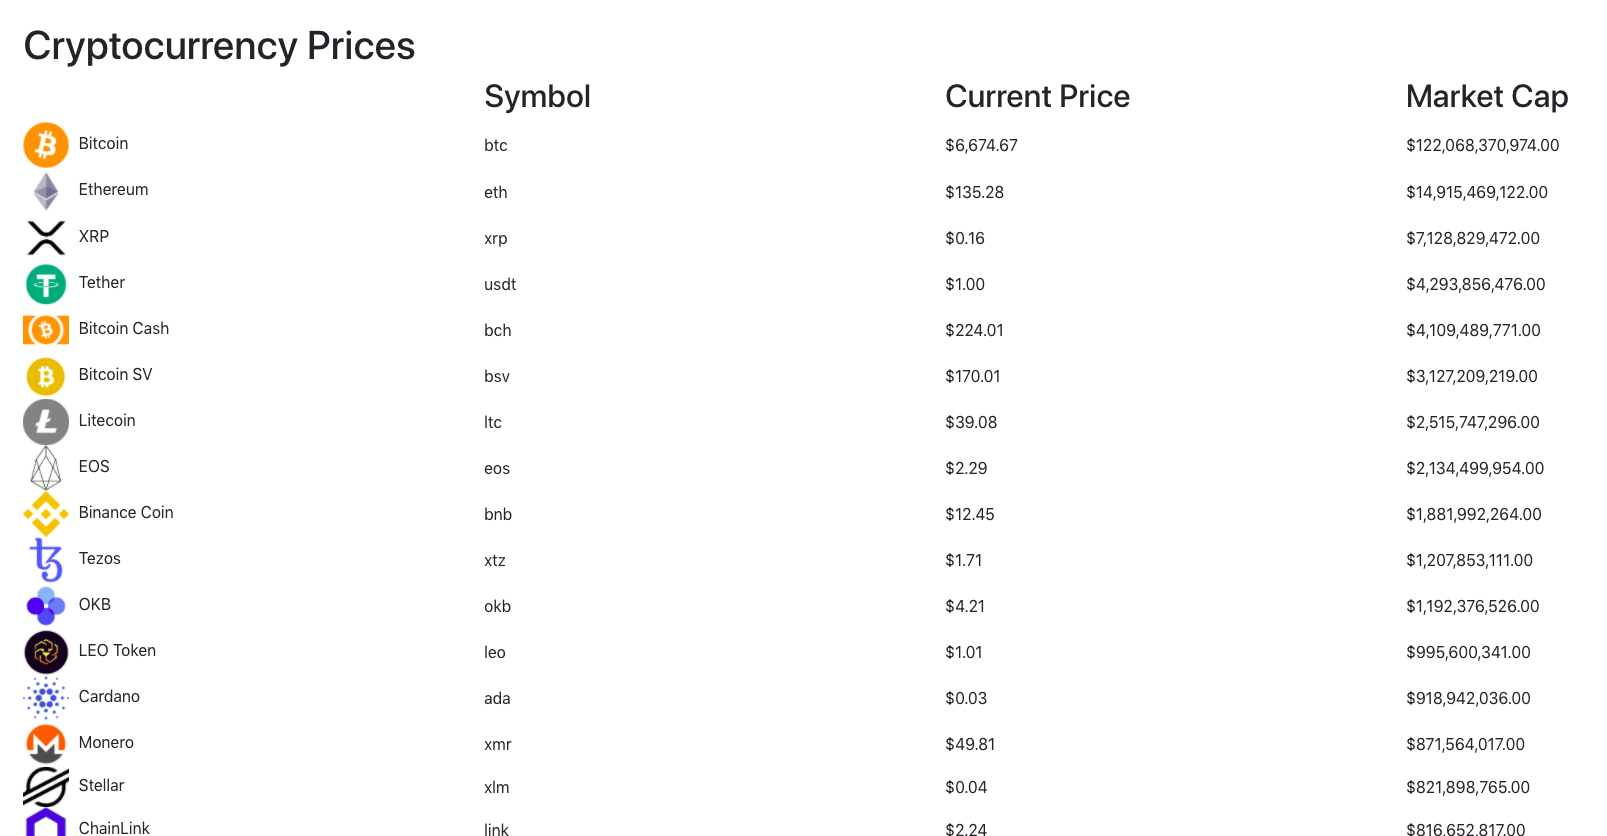 Cryptocurrency Prices
Symbol Current Price Market Cap
Bitcoin btc $6,674.67 $122,068,370,974.00
Ethereum eth $135.28 $14,915,469,122.00
XRP xrp $0.16 $7,128,829,472.00
Tether usdt $1.00 $4,293,856,476.00
Bitcoin Cash bch $224.01 $4,109,489,771.00
Bitcoin SV bsv $170.01 $3,127,209,219.00
Litecoin ltc $39.08 $2,515,747,296.00
EOS eos $2.29 $2,134,499,954.00
Binance Coin bnb $12.45 $1,881,992,264.00
Tezos xtz $1.71 $1,207,853,111.00
OKB okb $4.21 $1,192,376,526.00
LEO Token leo $1.01 $995,600,341.00
Cardano ada $0.03 $918,942,036.00
Monero xmr $49.81 $871,564,017.00
Stellar xlm $0.04 $821,898,765.00
ChainLink link $2.24 $816,652,817.00